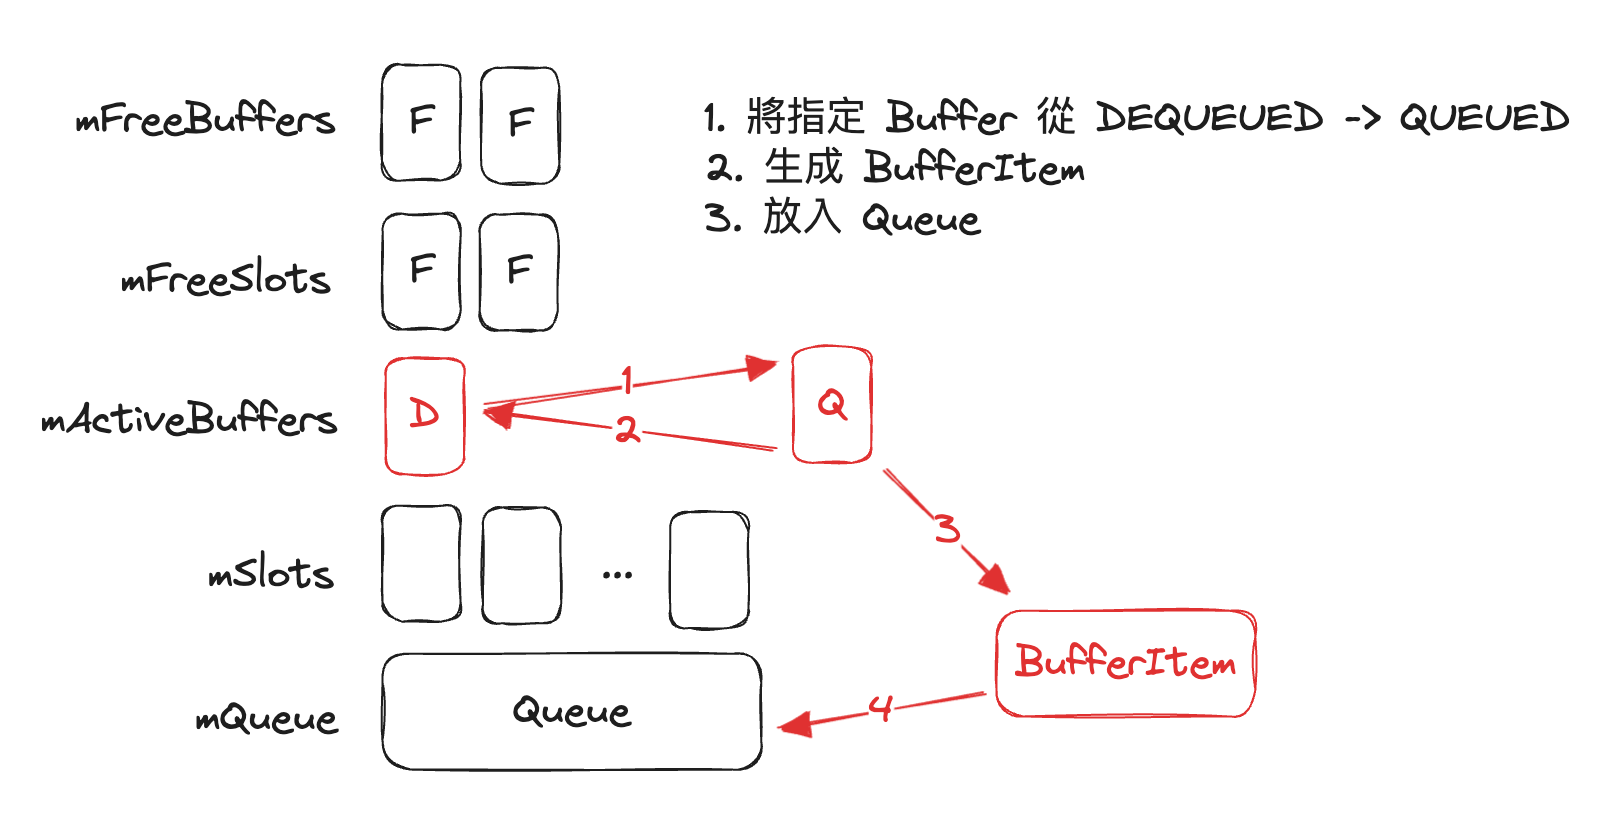 mFreeBuffers
F F
1. 將指定 Buffer 從 DEQUEUED -> QUEUED
2. 生成 BufferItem
3. 放入 Queue
mFreeSlots
F F
mActiveBuffers
D
1
2
Q
3
mSlots
...
BufferItem
mQueue
Queue
4